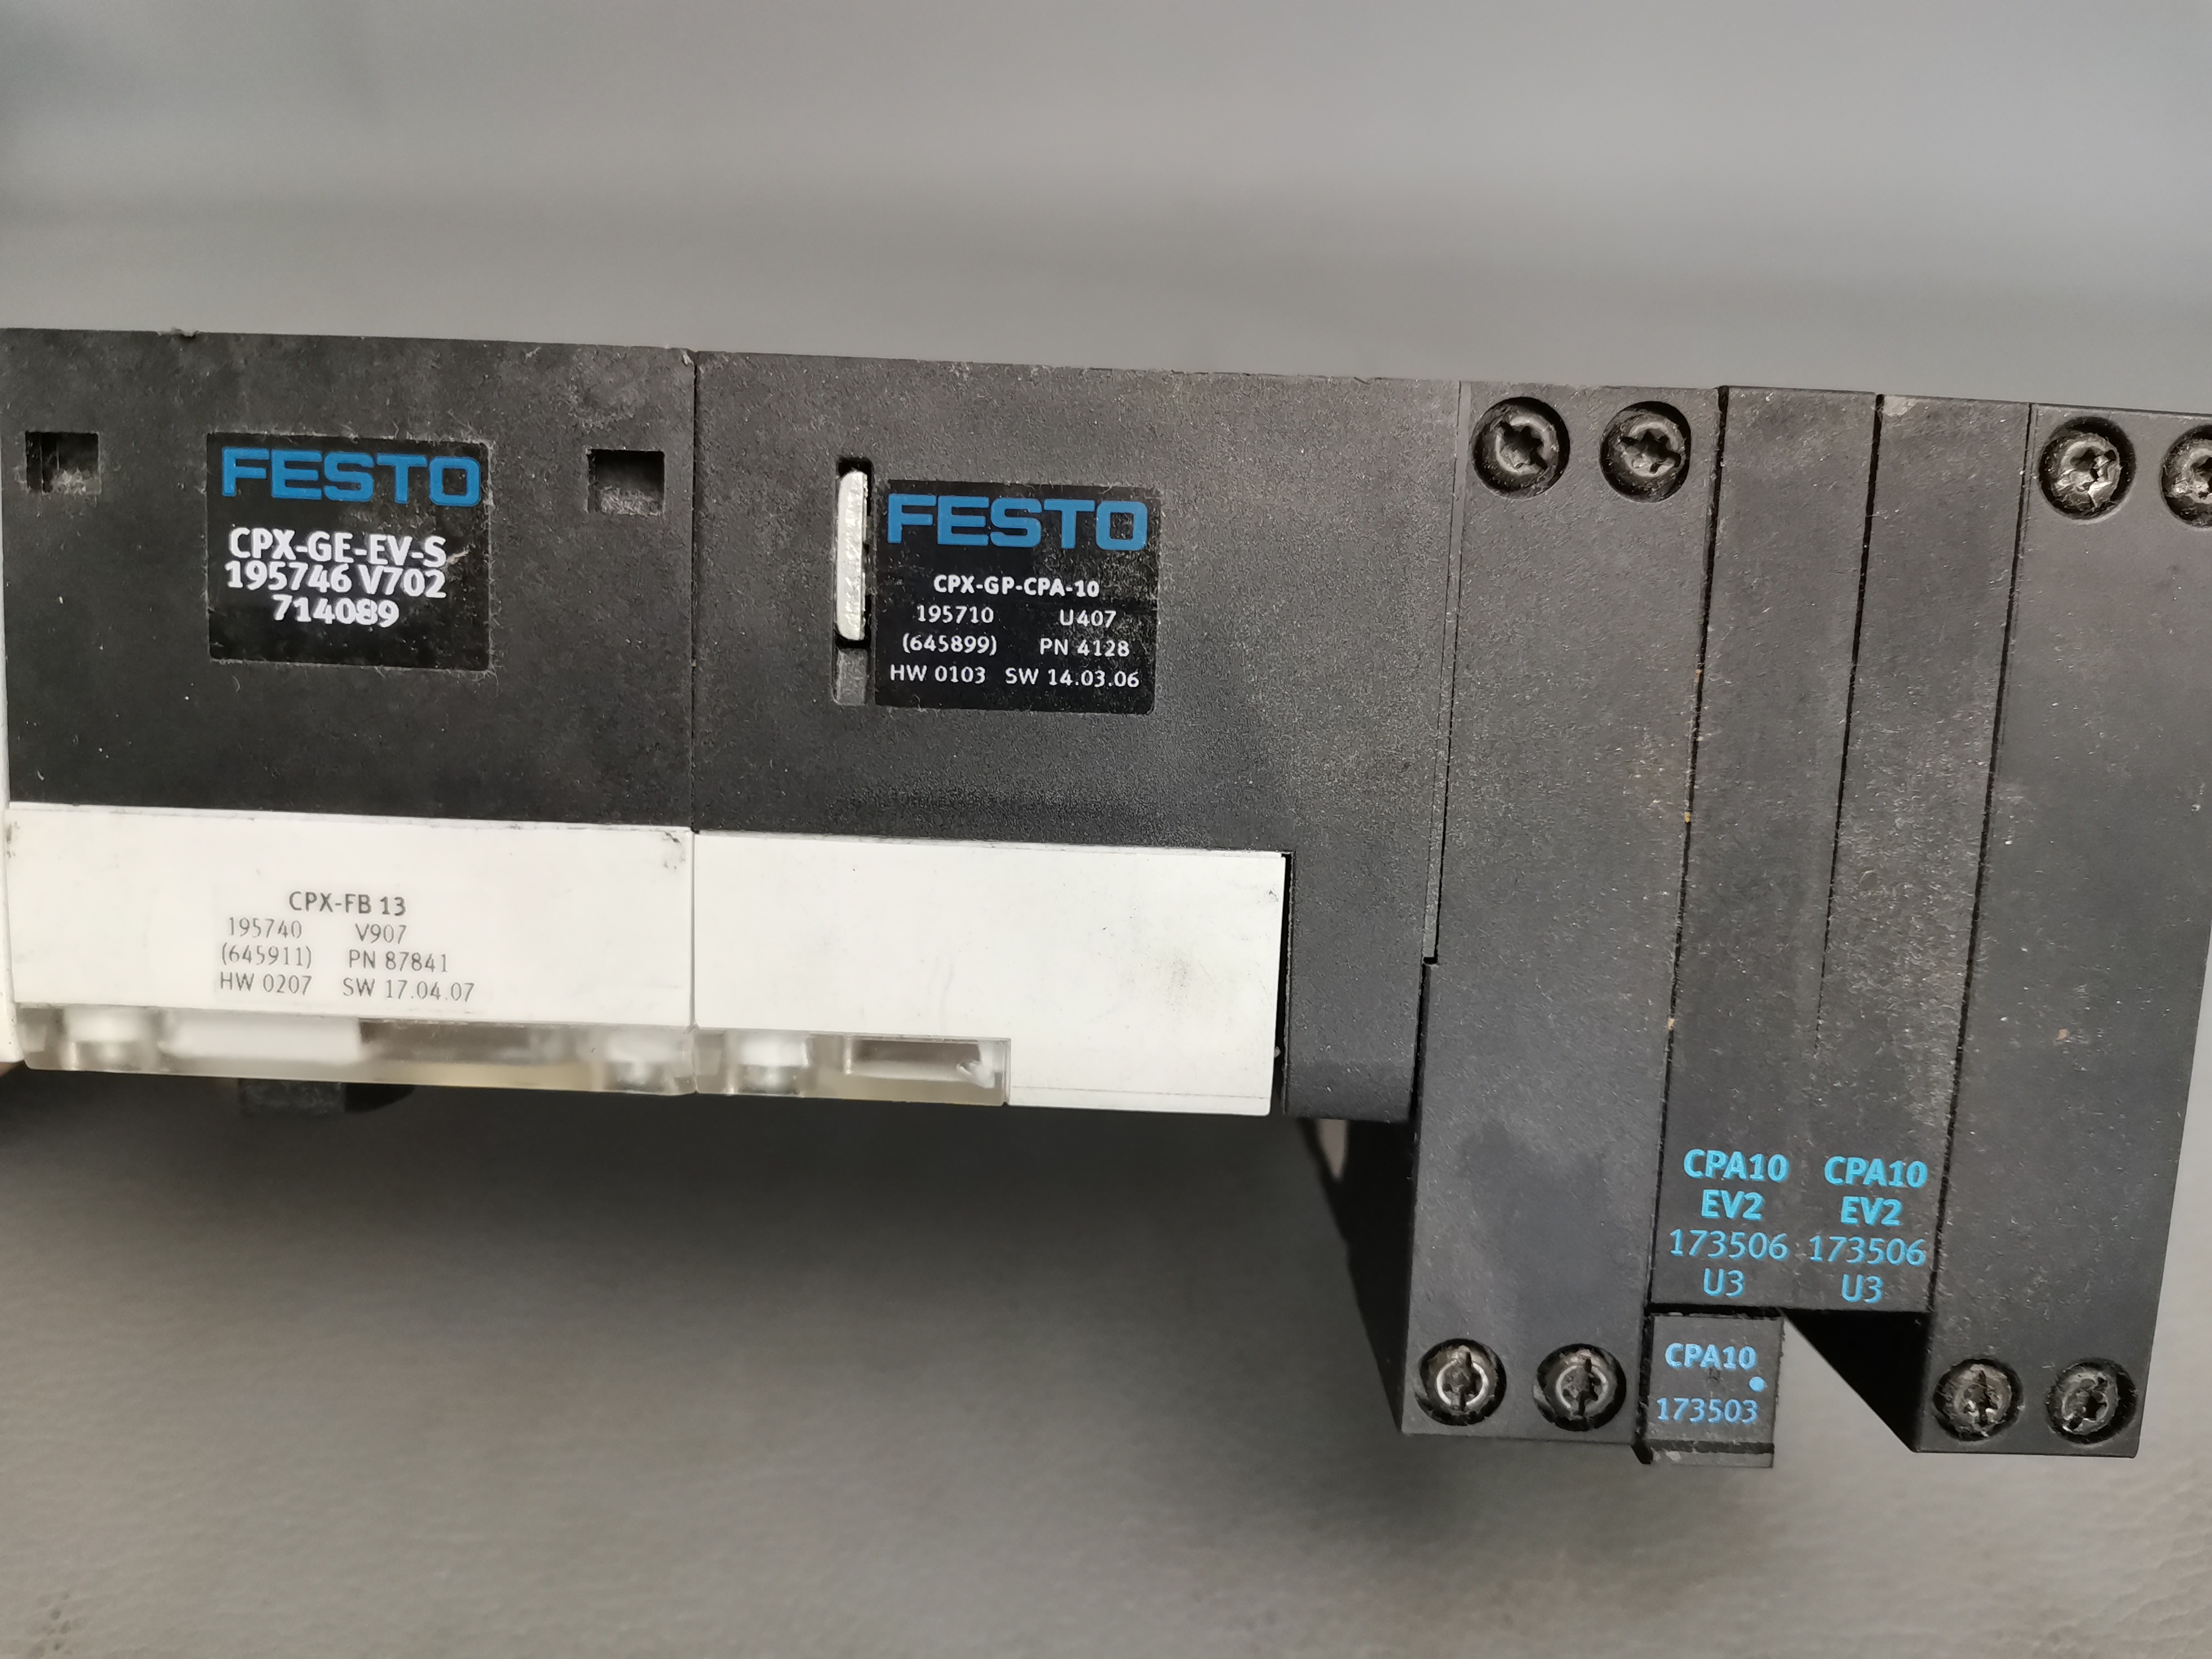 FESTO
CPX-GE-EV-S
195746 V702
714089
FESTO
CPX-GP-CPA-10
195710 U407
(645899) PN 4128
HW 0103 SW 14.03.06
CPX-FB 13
195740 V907
(645911) PN 87841
HW 0207 SW 17.04.07
CPA10
EV2
173506
U3
CPA10
EV2
173506
U3
CPA10
173503